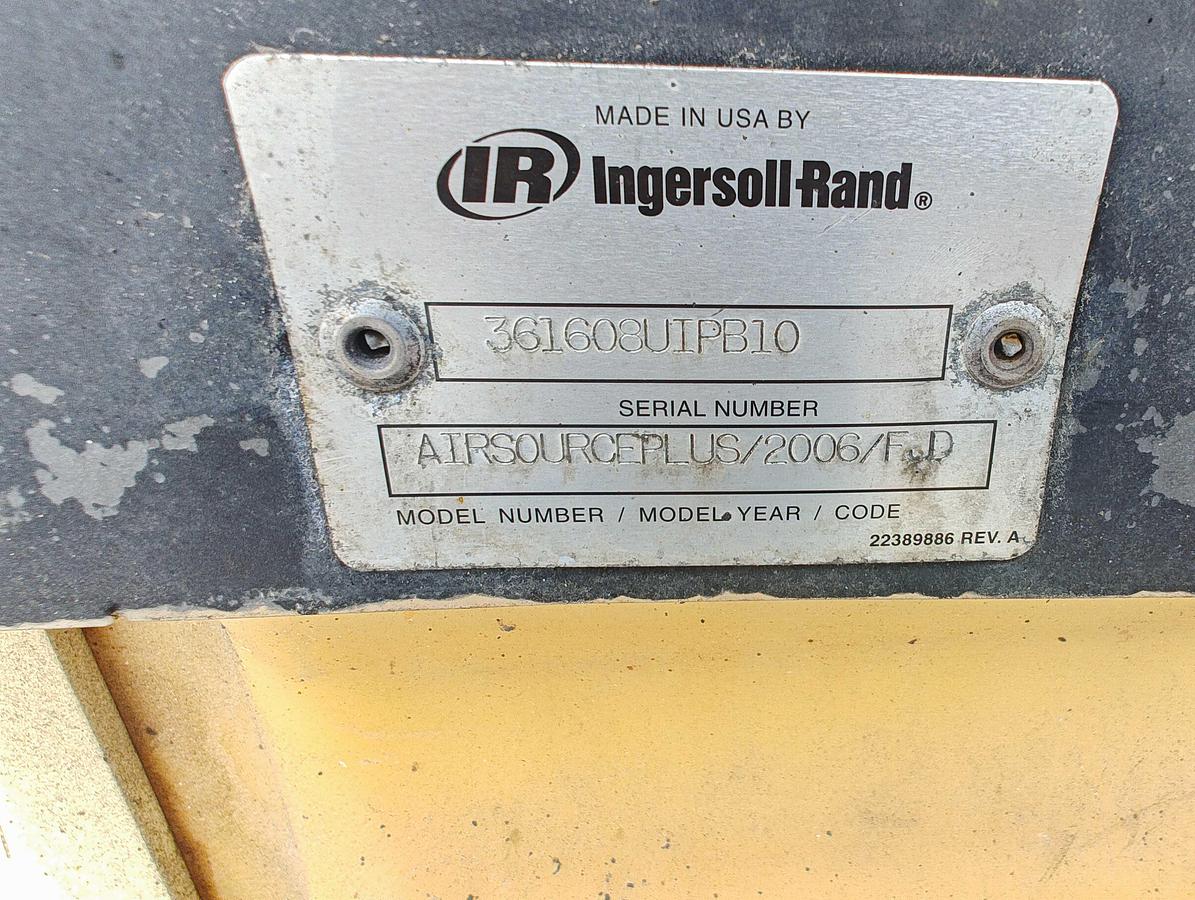 MADE IN USA BY
IR Ingersoll-Rand®
361608UIPB10
SERIAL NUMBER
AIRSOURCEPLUS/2006/F.D
MODEL NUMBER / MODEL YEAR / CODE
22389886 REV. A